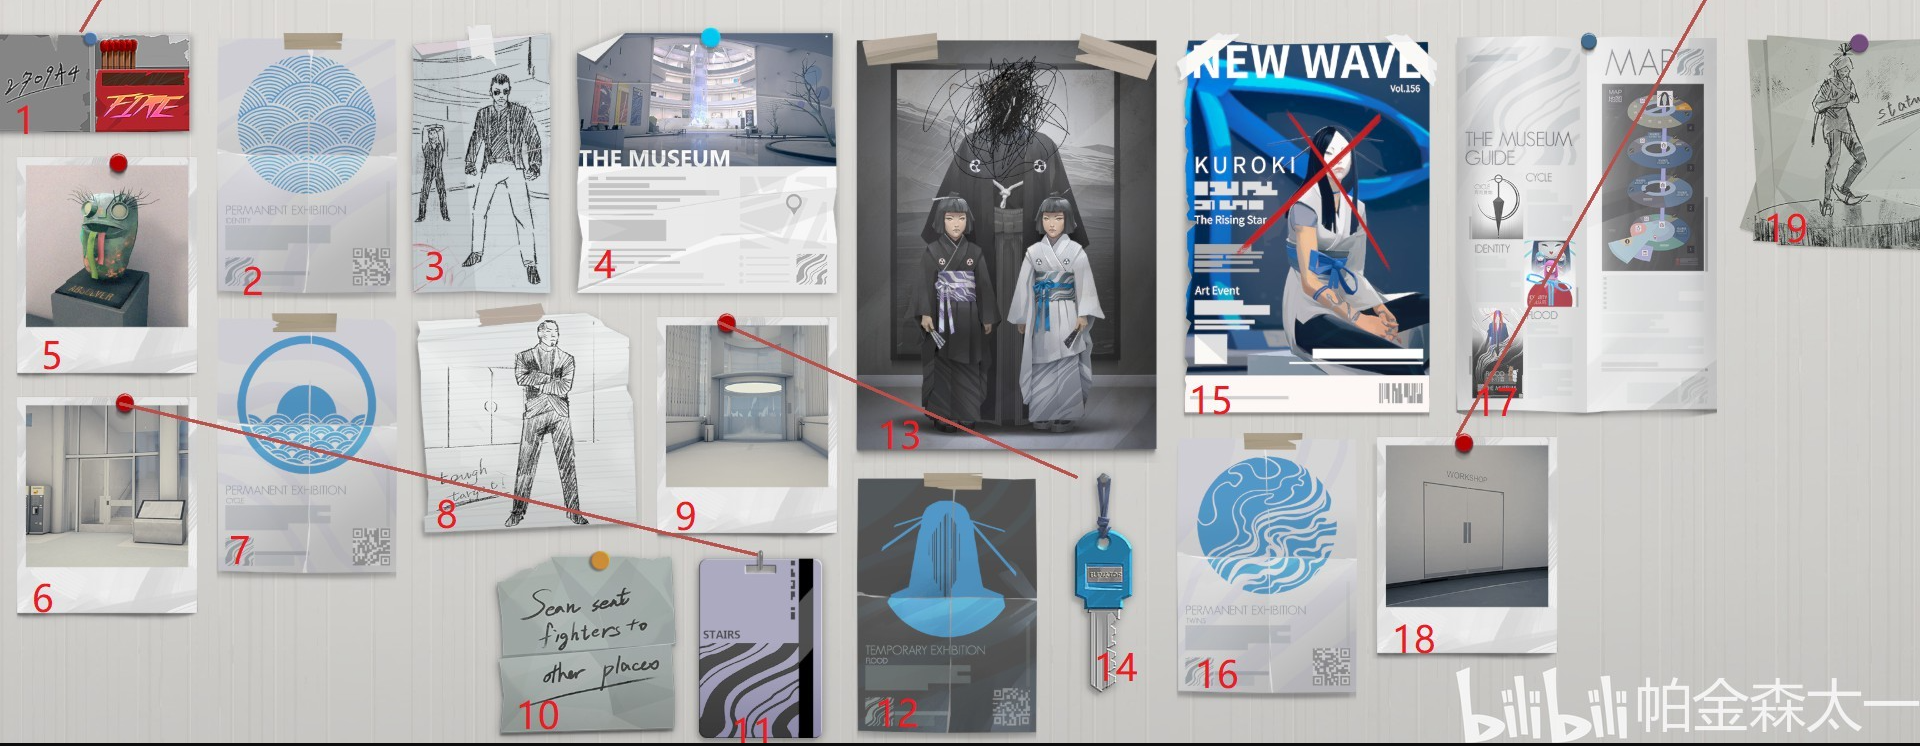 2709A4
FIRE
1
PERMANENT EXHIBITION
IDENTITY
2
3
THE MUSEUM
4
5
6
PERMANENT EXHIBITION
CYCLE
7
tough
target!
8
9
Sean sent
fighters to
other places
10
STAIRS
11
TEMPORARY EXHIBITION
FLOOD
12
13
ELEVATOR
14
NEW WAVE
Vol.156
KUROKI
The Rising Star
Art Event
15
PERMANENT EXHIBITION
TWINS
16
THE MUSEUM
GUIDE
CYCLE
IDENTITY
FLOOD
MAP
17
WORKSHOP
18
19
bilibili 帕金森太一